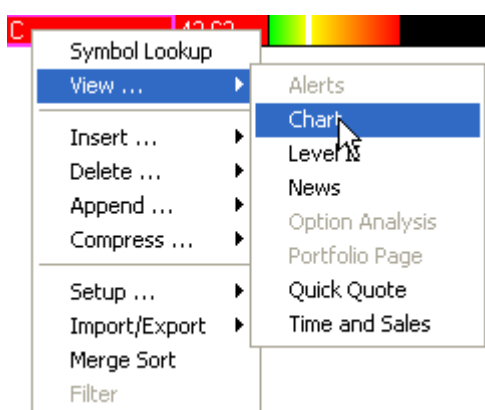 C
Symbol Lookup
View ...
Insert ...
Delete ...
Append ...
Compress ...
Setup ...
Import/Export
Merge Sort
Filter
Alerts
Chart
Level
News
Option Analysis
Portfolio Page
Quick Quote
Time and Sales